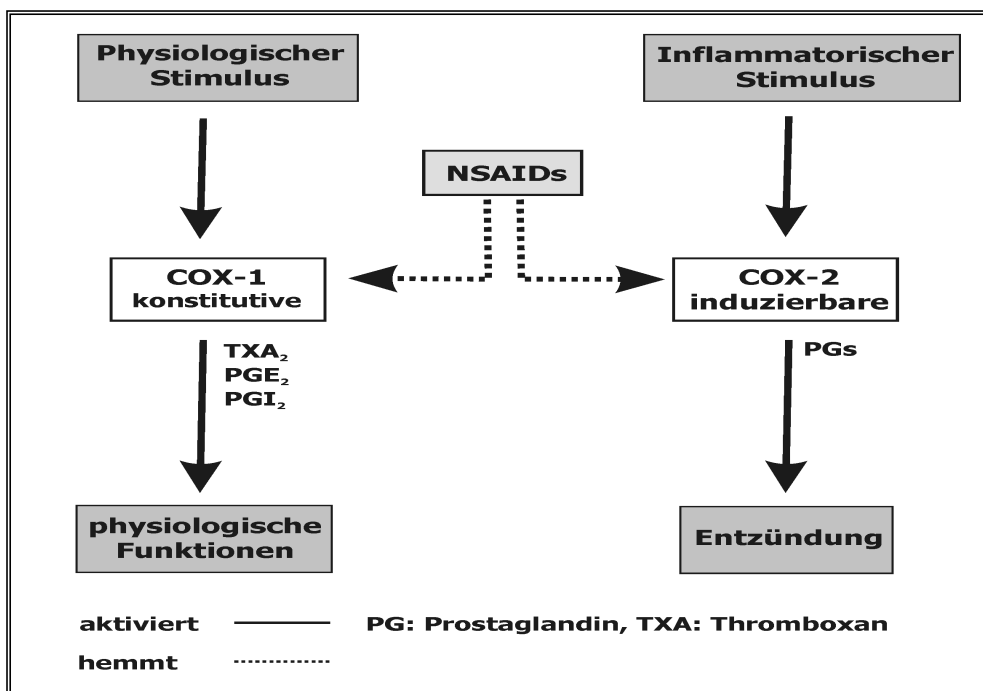 Physiologischer
Stimulus
Inflammatorischer
Stimulus
NSAIDs
COX-1
konstitutive
COX-2
induzierbare
TXA₂
PGE₂
PGI₂
PGs
physiologische
Funktionen
Entzündung
aktiviert
PG: Prostaglandin, TXA: Thromboxan
hemmt